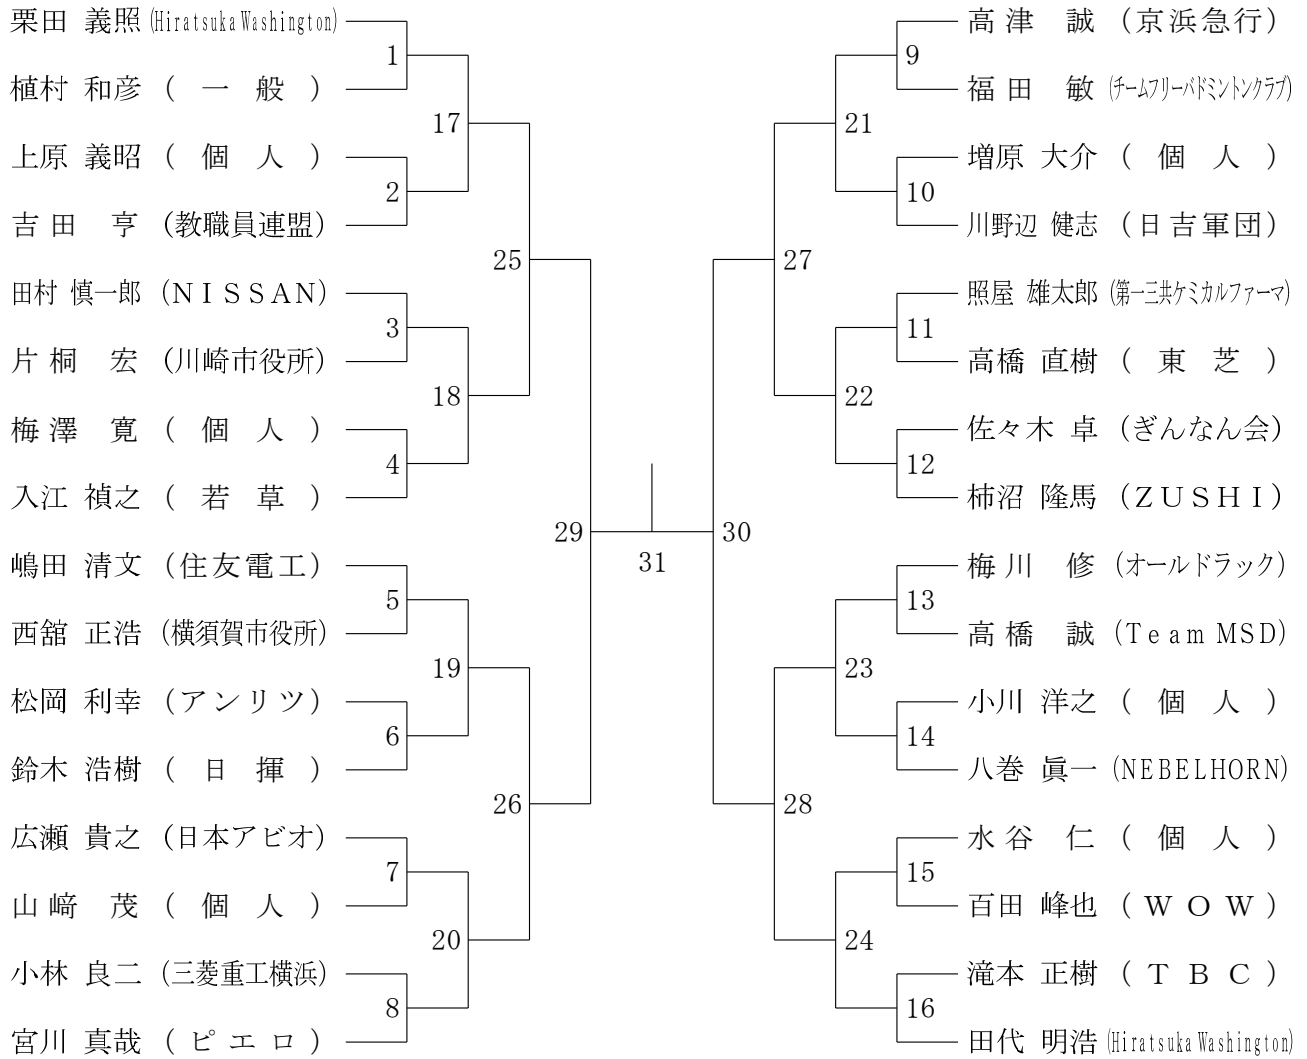 栗田 義照 (Hiratsuka Washington)
1
植村 和彦 (一般)
17
上原 義昭 (個人)
2
吉田 亨 (教職員連盟)
25
田村 慎一郎 (NISSAN)
3
片桐 宏 (川崎市役所)
18
梅澤 寛 (個人)
4
入江 禎之 (若草)
29
嶋田 清文 (住友電工)
5
西舘 正浩 (横須賀市役所)
19
松岡 利幸 (アンリツ)
6
鈴木 浩樹 (日揮)
26
広瀬 貴之 (日本アビオ)
7
山﨑 茂 (個人)
20
小林 良二 (三菱重工横浜)
8
宮川 真哉 (ピエロ)
31
高津 誠 (京浜急行)
9
福田 敏 (チームフリーバドミントンクラブ)
21
増原 大介 (個人)
10
川野辺 健志 (日吉軍団)
27
照屋 雄太郎 (第一三共ケミカルファーマ)
11
高橋 直樹 (東芝)
22
佐々木 卓 (ぎんなん会)
12
柿沼 隆馬 (ZUSHI)
30
梅川 修 (オールドラック)
13
高橋 誠 (Team MSD)
23
小川 洋之 (個人)
14
八巻 眞一 (NEBELHORN)
28
水谷 仁 (個人)
15
百田 峰也 (WOW)
24
滝本 正樹 (TBC)
16
田代 明浩 (Hiratsuka Washington)